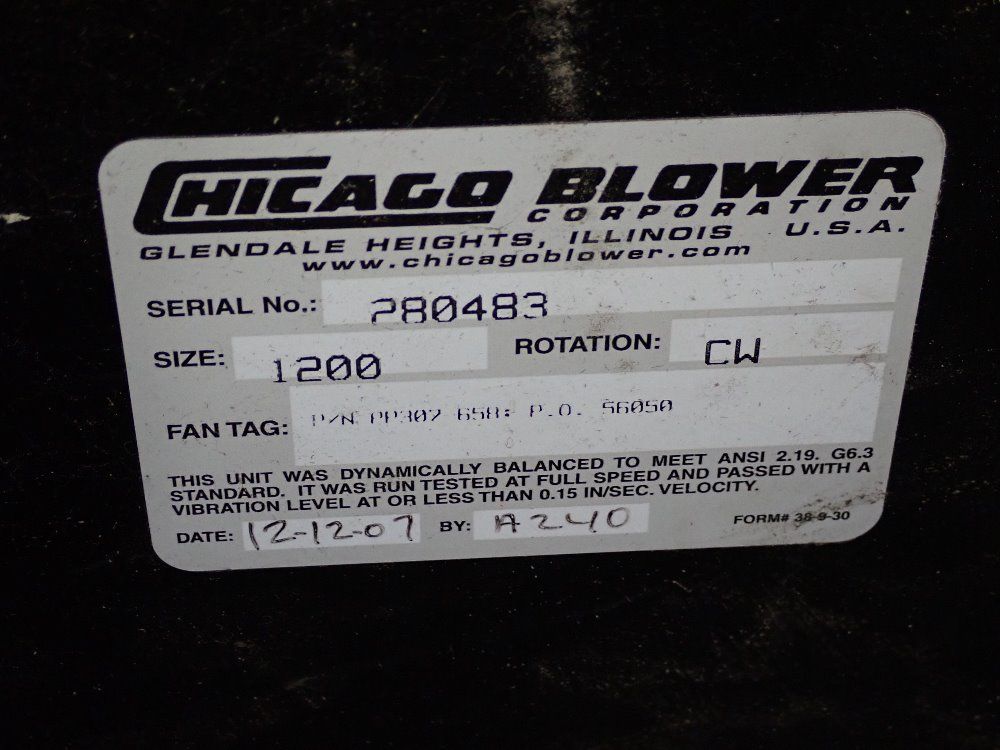 CHICAGO BLOWER
CORPORATION
GLENDALE HEIGHTS, ILLINOIS U.S.A.
www.chicagoblower.com
SERIAL No.: 280483
SIZE: 1200 ROTATION: CW
FAN TAG: P/N PP307 658: P.O. 56050
THIS UNIT WAS DYNAMICALLY BALANCED TO MEET ANSI 2.19. G6.3
STANDARD. IT WAS RUN TESTED AT FULL SPEED AND PASSED WITH A
VIBRATION LEVEL AT OR LESS THAN 0.15 IN/SEC. VELOCITY.
DATE: 12-12-07 BY: A240 FORM# 38-9-30